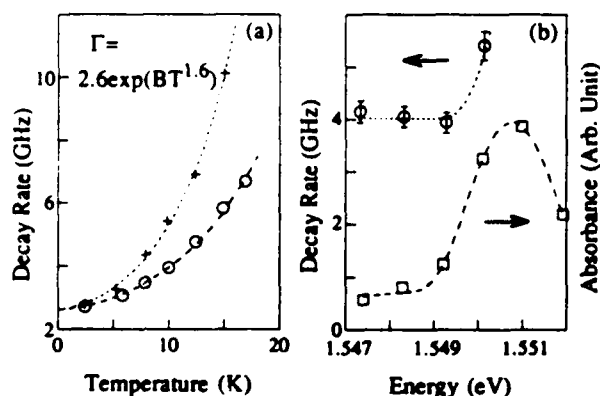 (a)
Γ=
2.6exp(BT^1.6)
10
6
2
Decay Rate (GHz)
0
10
20
Temperature (K)
(b)
4
2
0
Decay Rate (GHz)
Absorbance (Arb. Unit)
1.547
1.549
1.551
Energy (eV)